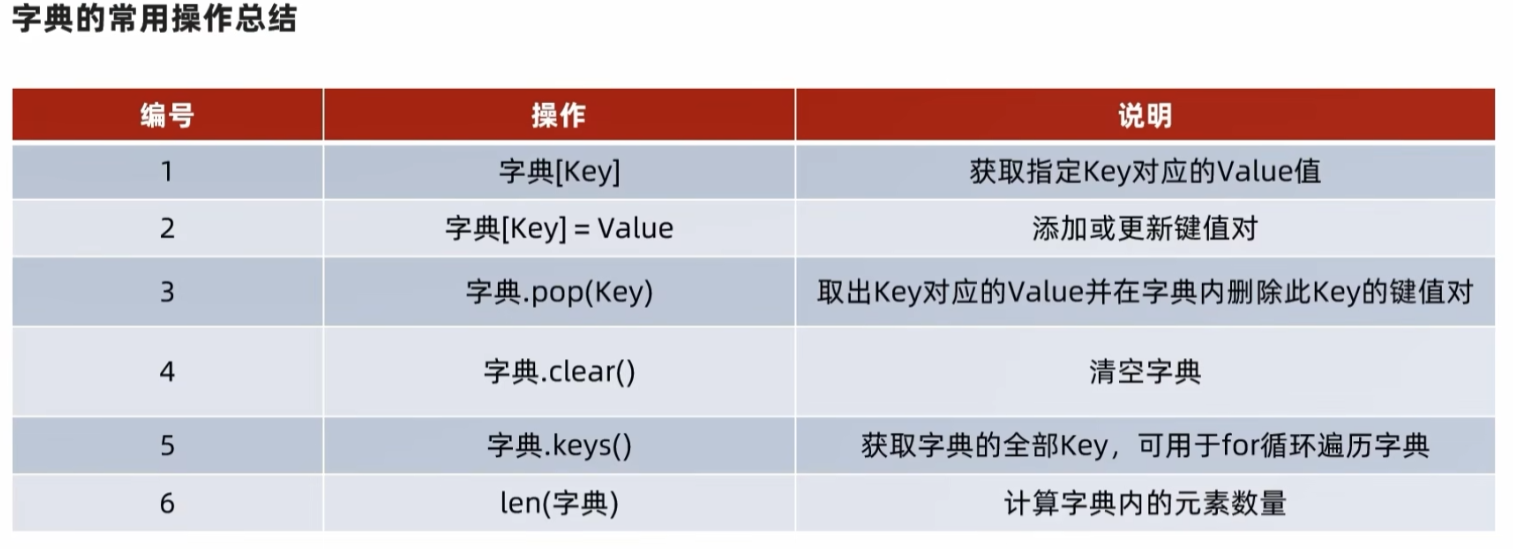 字典的常用操作总结
编号 操作 说明
1 字典[Key] 获取指定Key对应的Value值
2 字典[Key] = Value 添加或更新键值对
3 字典.pop(Key) 取出Key对应的Value并在字典内删除此Key的键值对
4 字典.clear() 清空字典
5 字典.keys() 获取字典的全部Key，可用于for循环遍历字典
6 len(字典) 计算字典内的元素数量